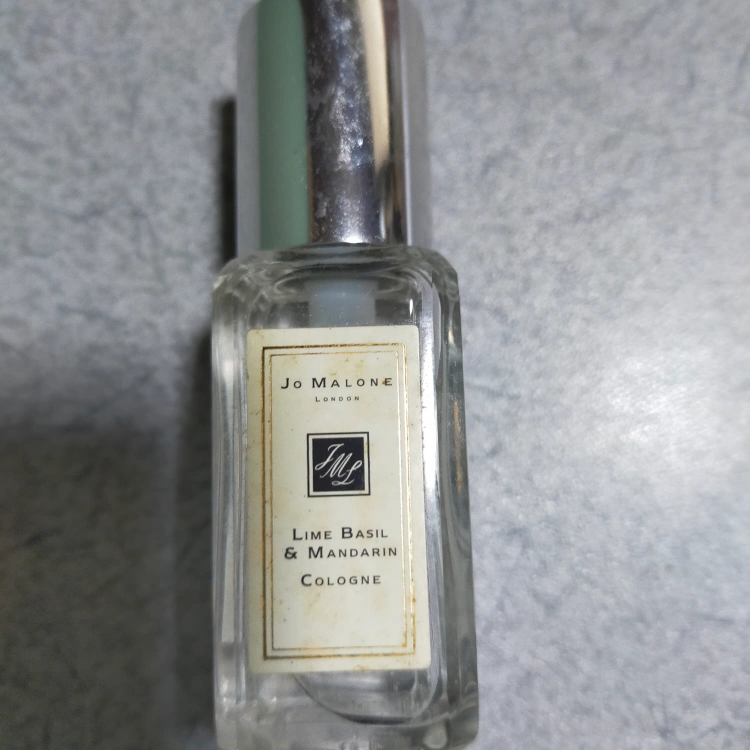 Jo Malone
London
JML
Lime Basil
& Mandarin
Cologne